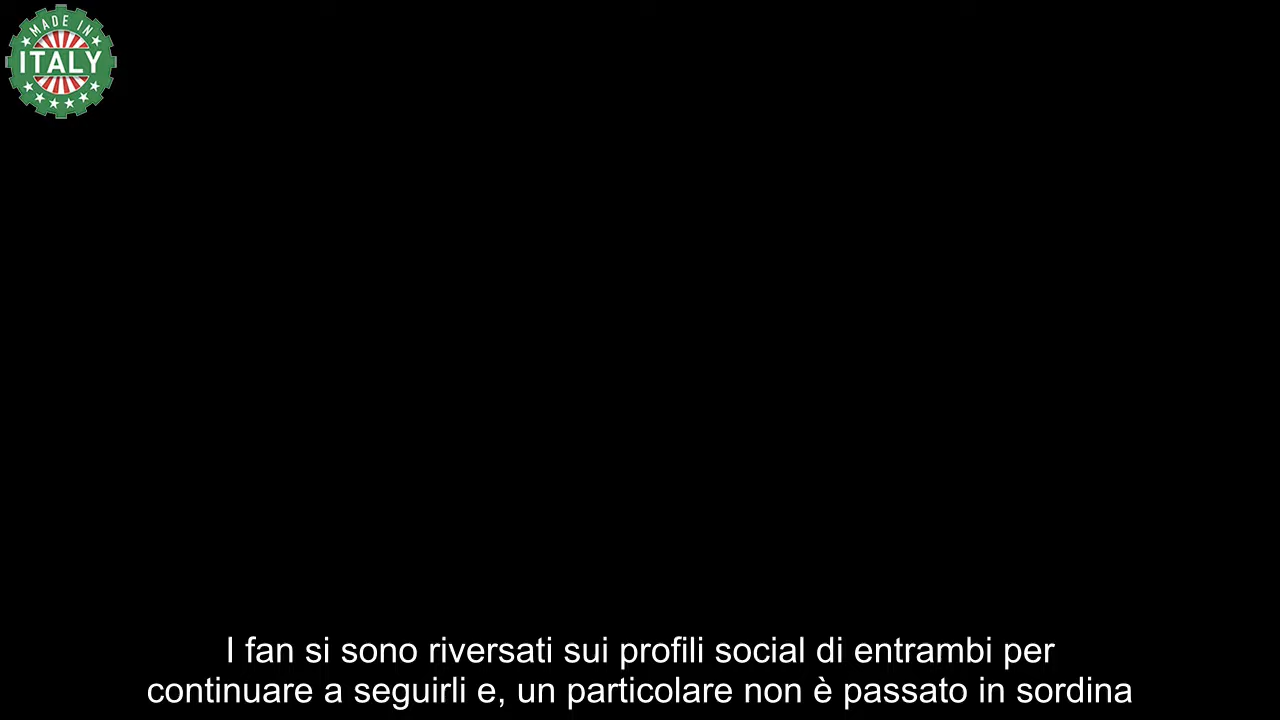 MADE IN
ITALY
I fan si sono riversati sui profili social di entrambi per
continuare a seguirli e, un particolare non è passato in sordina